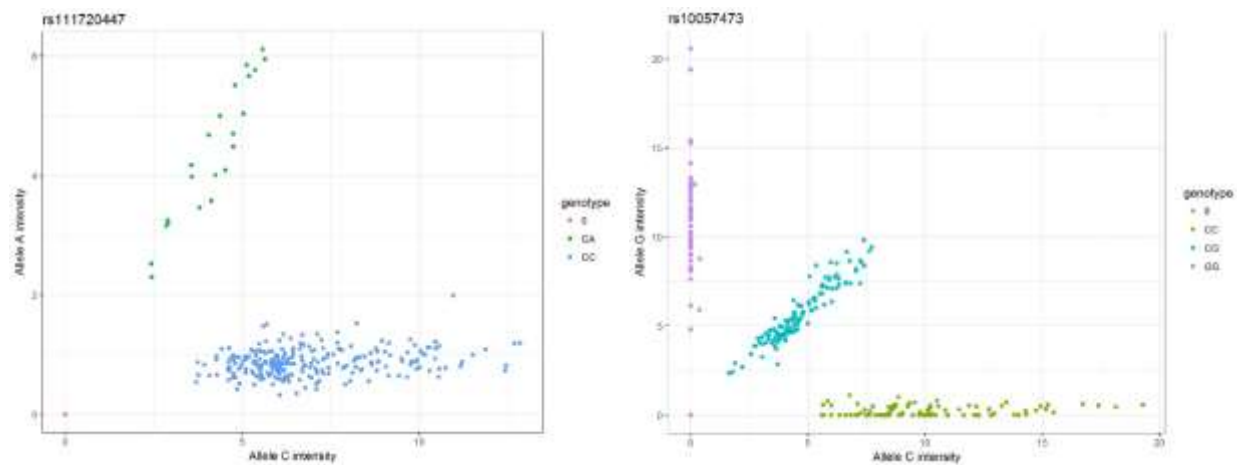 rs111720447
6
4
2
0
0
5
10
Allele A intensity
Allele C intensity
genotype
0
CA
CC
rs10057473
20
15
10
5
0
0
5
10
15
20
Allele G intensity
Allele C intensity
genotype
0
CC
CG
GG